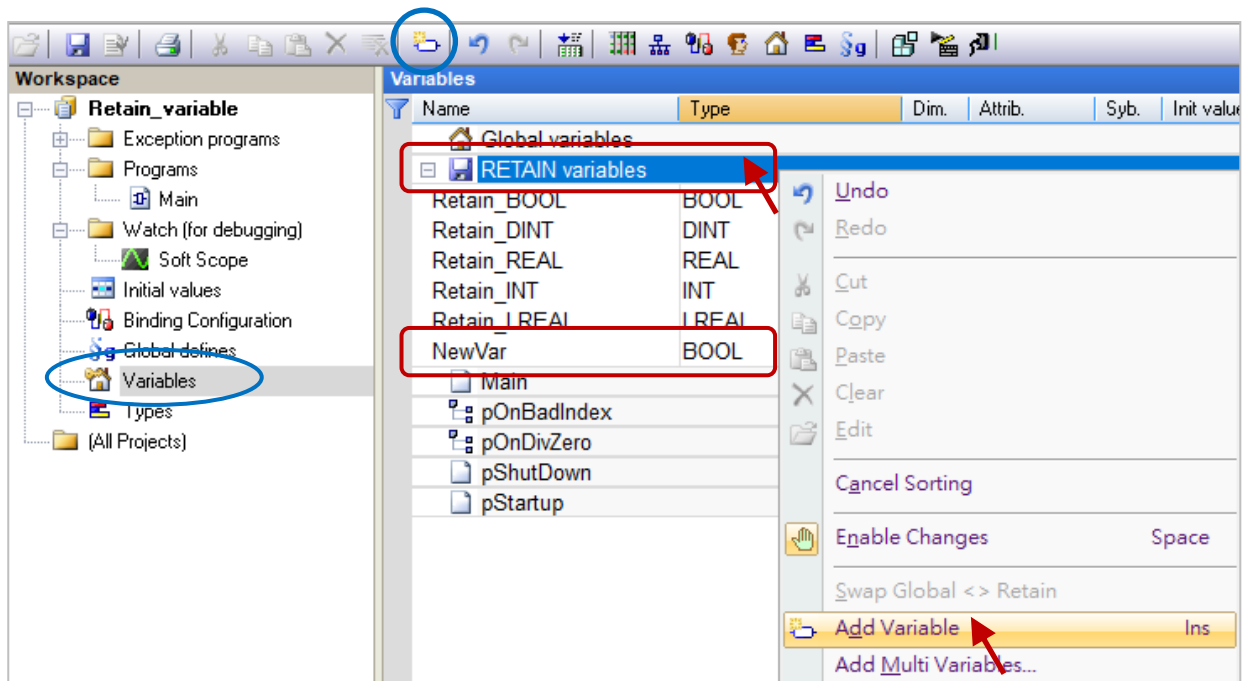 Workspace
Retain_variable
Exception programs
Programs
Main
Watch (for debugging)
Soft Scope
Initial values
Binding Configuration
Global defines
Variables
Types
(All Projects)
Variables
Name Type Dim. Attrib. Syb. Init value
Global variables
RETAIN variables
Retain_BOOL BOOL
Retain_DINT DINT
Retain_REAL REAL
Retain_INT INT
Retain_LREAL LREAL
NewVar BOOL
Main
pOnBadIndex
pOnDivZero
pShutDown
pStartup
Undo
Redo
Cut
Copy
Paste
Clear
Edit
Cancel Sorting
Enable Changes Space
Swap Global <> Retain
Add Variable Ins
Add Multi Variables...